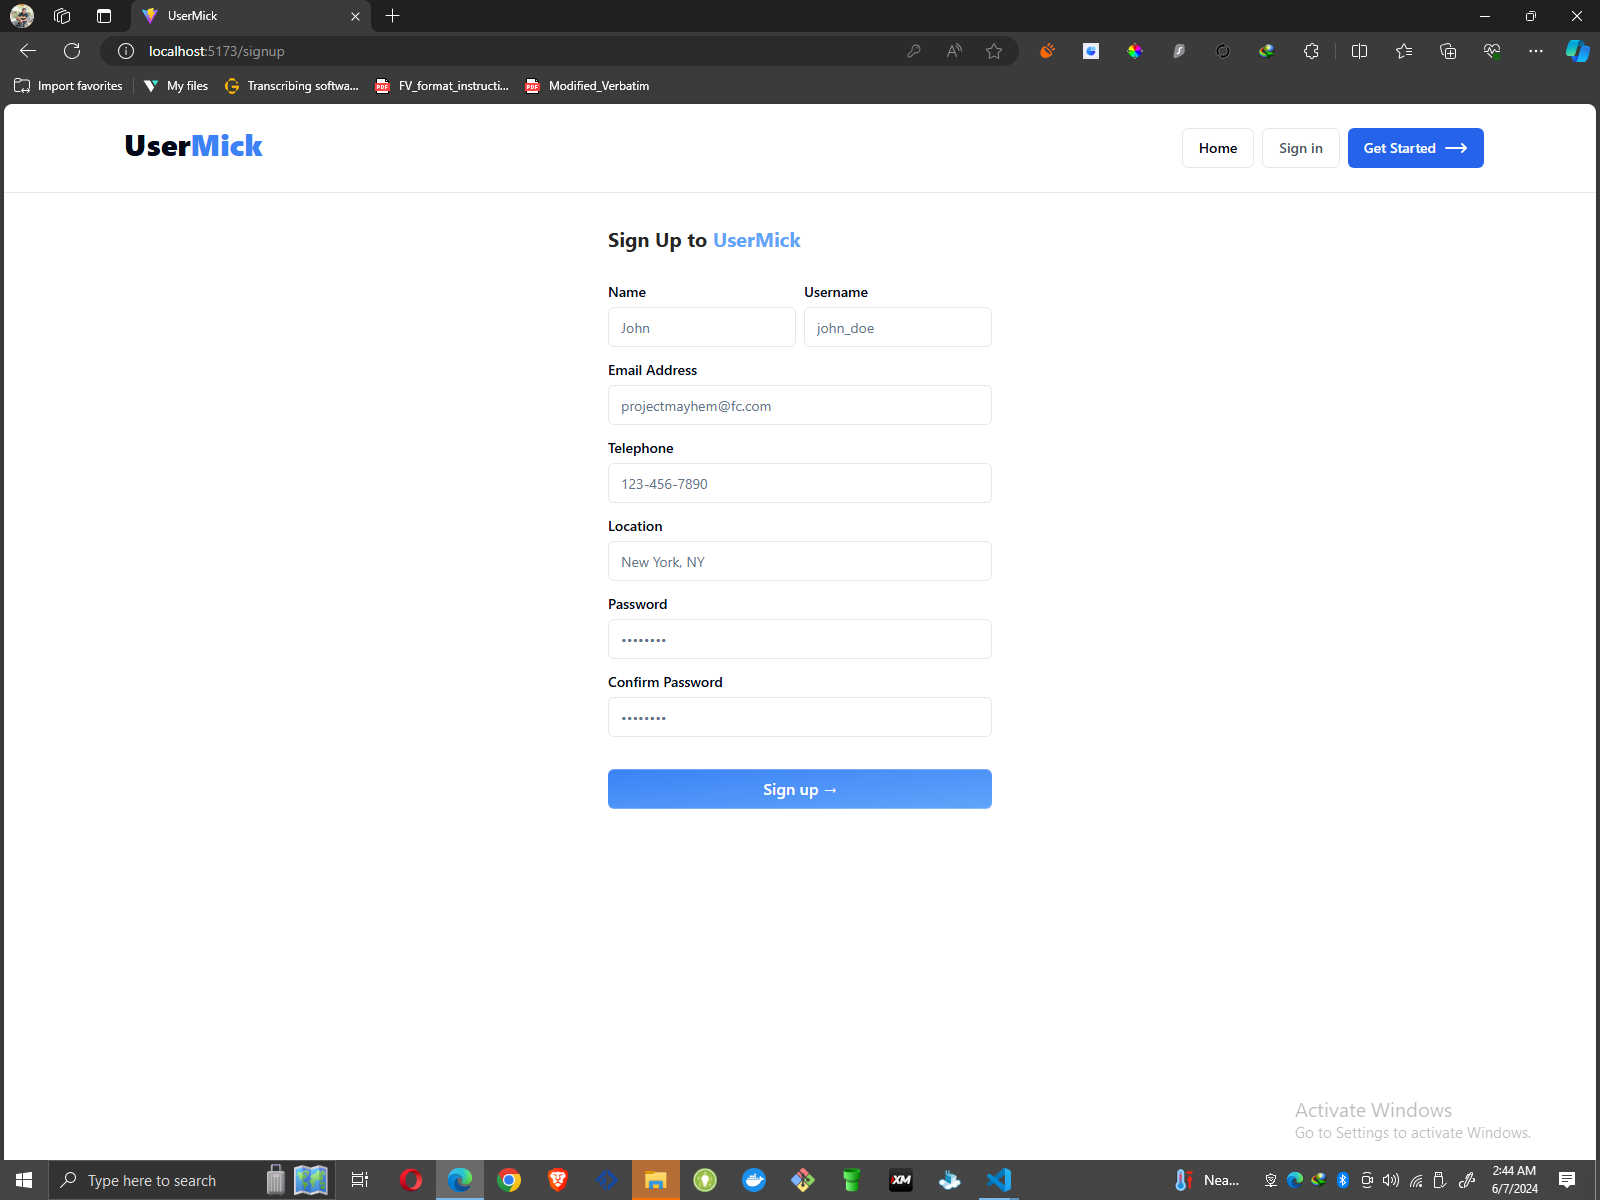 UserMick
localhost:5173/signup
Import favorites
My files
Transcribing softwa...
FV_format_instructi...
Modified_Verbatim
UserMick
Home
Sign in
Get Started
Sign Up to UserMick
Name
Username
John
john_doe
Email Address
projectmayhem@fc.com
Telephone
123-456-7890
Location
New York, NY
Password
••••••••
Confirm Password
••••••••
Sign up →
Activate Windows
Go to Settings to activate Windows.
Type here to search
XM
Nea...
2:44 AM
6/7/2024